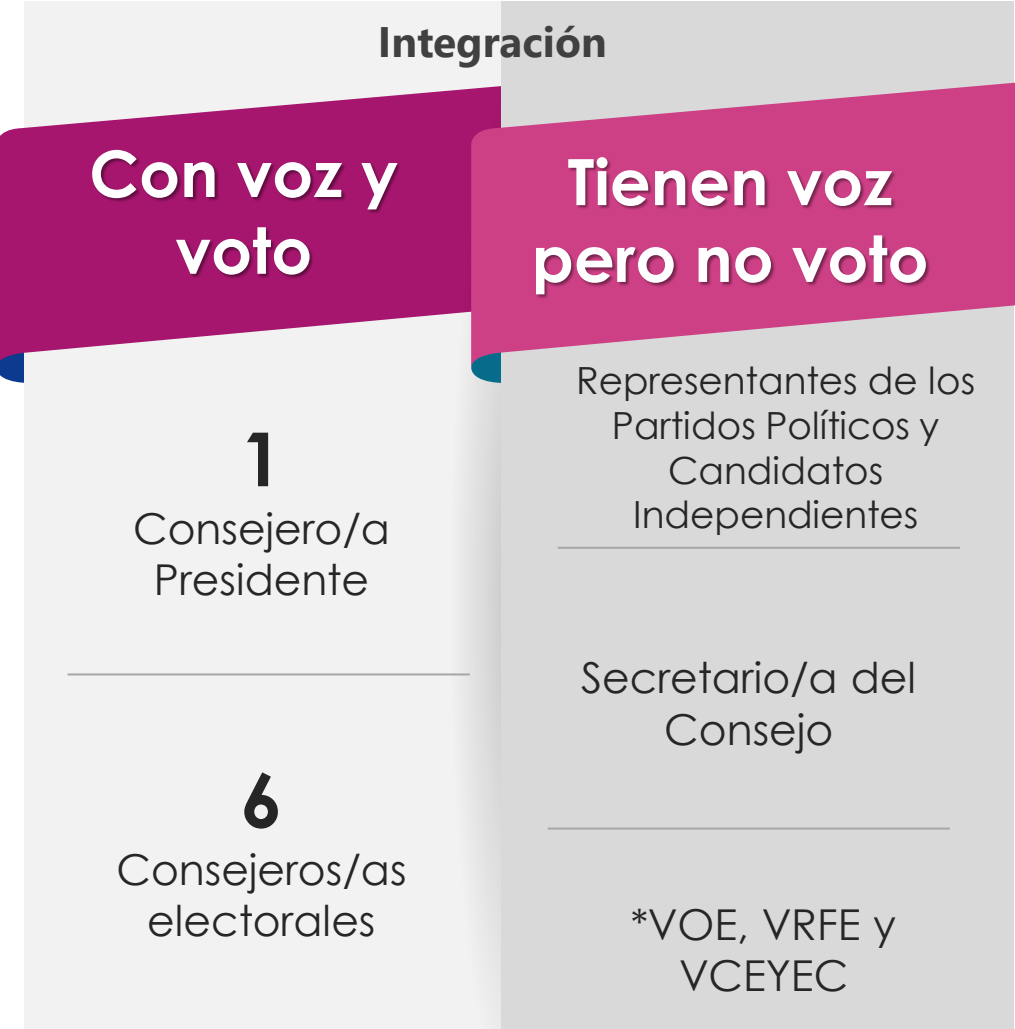 Integración
Con voz y
voto
1
Consejero/a
Presidente
6
Consejeros/as
electorales
Tienen voz
pero no voto
Representantes de los
Partidos Políticos y
Candidatos
Independientes
Secretario/a del
Consejo
*VOE, VRFE y
VCEYEC